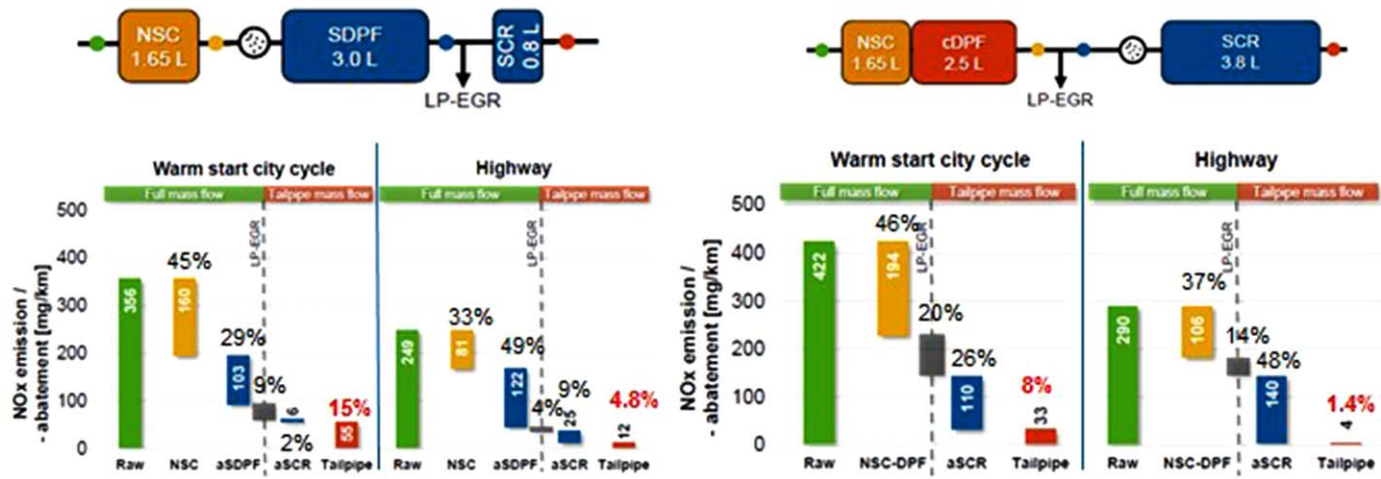 NSC
1.65 L
SDPF
3.0 L
SCR
0.8 L
LP-EGR
NSC
1.65 L
cDPF
2.5 L
SCR
3.8 L
LP-EGR
Warm start city cycle
Highway
Full mass flow
Tailpipe mass flow
Full mass flow
Tailpipe mass flow
NOx emission /
- abatement [mg/km]
500
400
300
200
100
0
LP-EGR
LP-EGR
356
45%
160
29%
103
9%
6
2%
15%
55
249
33%
81
49%
122
4%
9%
25
4.8%
12
Raw NSC aSDPF aSCR Tailpipe
Raw NSC aSDPF aSCR Tailpipe
Warm start city cycle
Highway
Full mass flow
Tailpipe mass flow
Full mass flow
Tailpipe mass flow
NOx emission /
- abatement [mg/km]
500
400
300
200
100
0
LP-EGR
LP-EGR
422
46%
194
20%
26%
110
8%
33
290
37%
106
14%
48%
140
1.4%
4
Raw NSC-DPF aSCR Tailpipe
Raw NSC-DPF aSCR Tailpipe